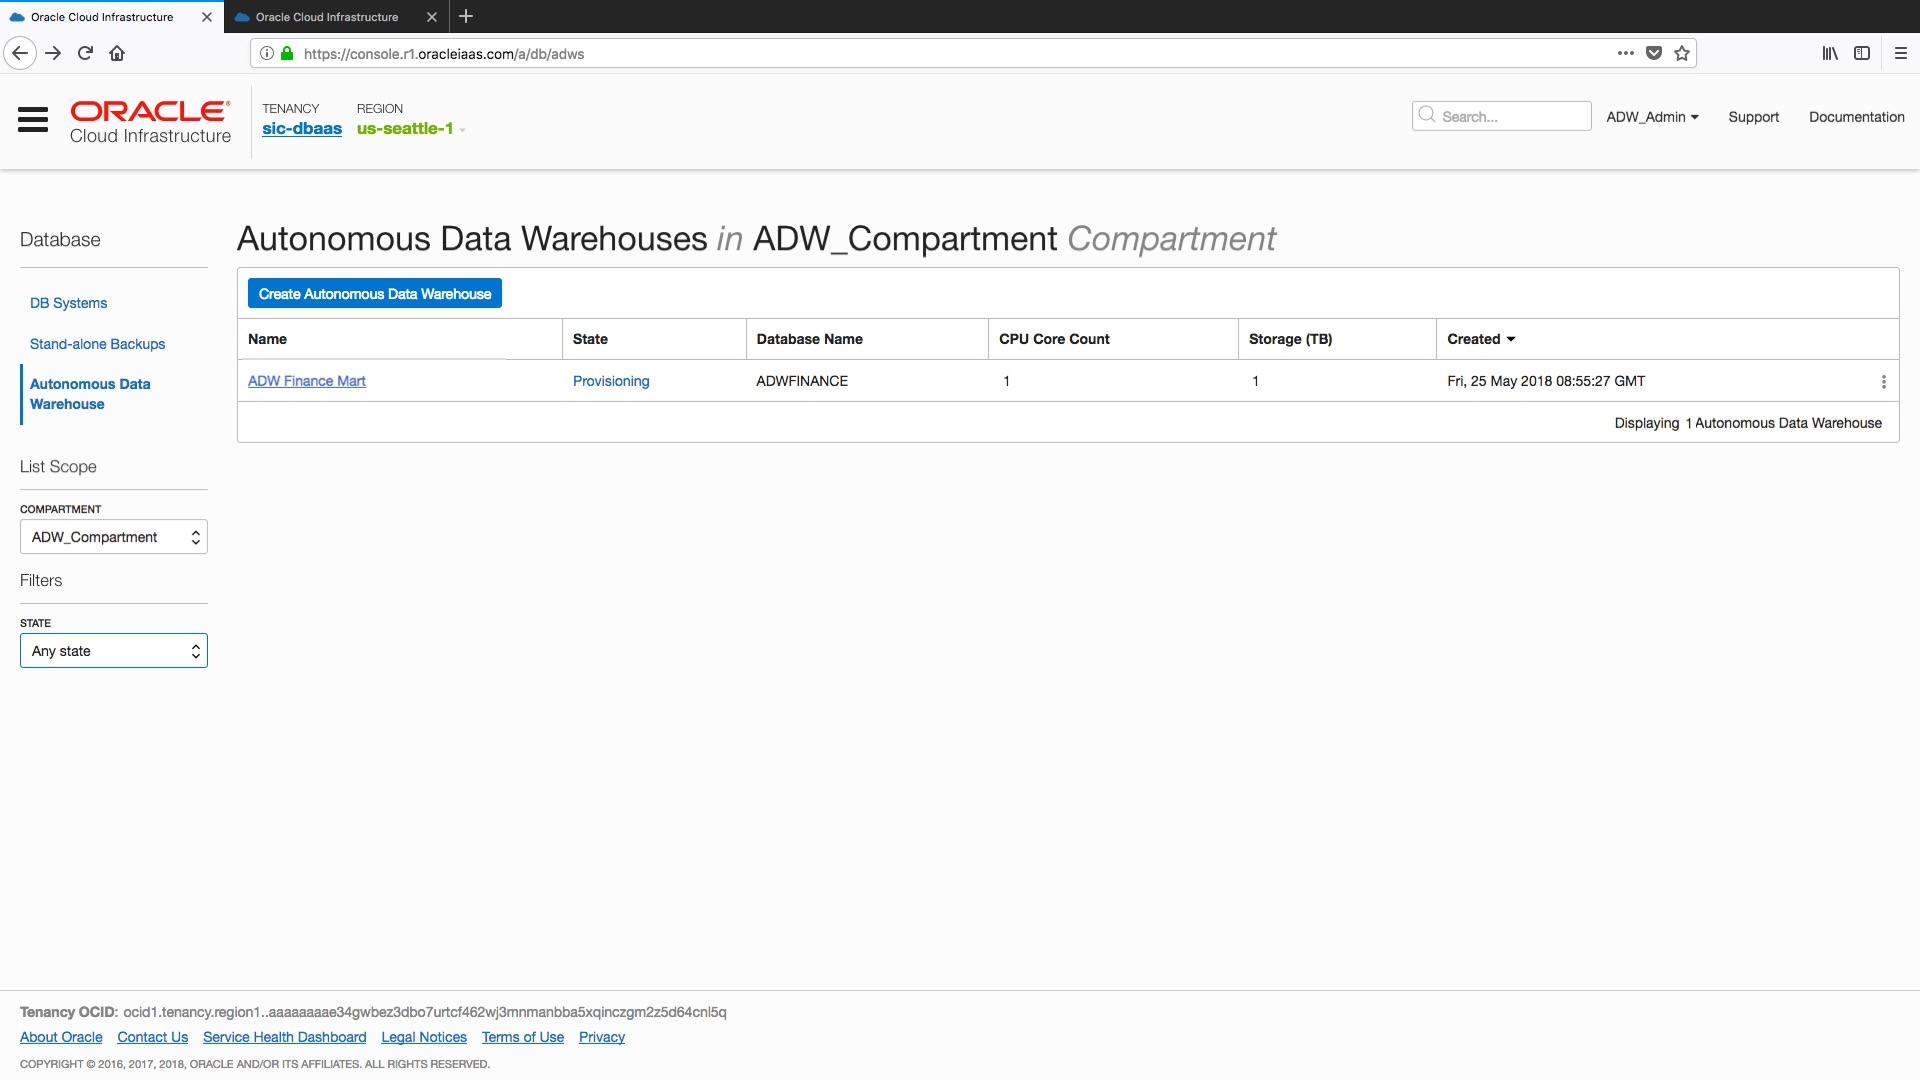 Oracle Cloud Infrastructure
Oracle Cloud Infrastructure
https://console.r1.oracleiaas.com/a/db/adws
ORACLE
Cloud Infrastructure
TENANCY
sic-dbaas
REGION
us-seattle-1
Search...
ADW_Admin
Support
Documentation
Database
DB Systems
Stand-alone Backups
Autonomous Data
Warehouse
List Scope
COMPARTMENT
ADW_Compartment
Filters
STATE
Any state
Autonomous Data Warehouses in ADW_Compartment Compartment
Create Autonomous Data Warehouse
Name State Database Name CPU Core Count Storage (TB) Created
ADW Finance Mart Provisioning ADWFINANCE 1 1 Fri, 25 May 2018 08:55:27 GMT
Displaying 1 Autonomous Data Warehouse
Tenancy OCID: ocid1.tenancy.region1..aaaaaaaae34gwbez3dbo7urtcf462wj3mnmanbba5xqinczgm2z5d64cnl5q
About Oracle Contact Us Service Health Dashboard Legal Notices Terms of Use Privacy
COPYRIGHT © 2016, 2017, 2018, ORACLE AND/OR ITS AFFILIATES. ALL RIGHTS RESERVED.